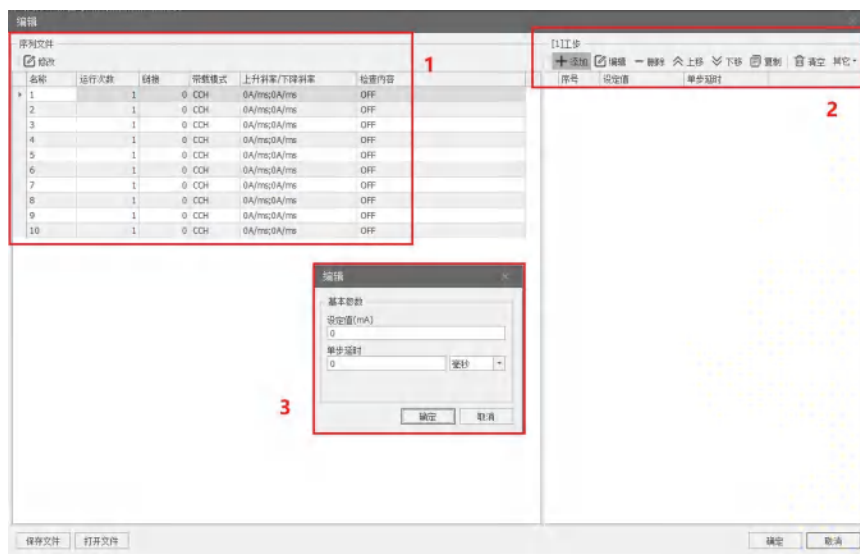 编辑
序列文件
修改
1
名称 运行次数 链接 带载模式 上升斜率/下降斜率 检查内容
1 1 0 CCH 0A/ms;0A/ms OFF
2 1 0 CCH 0A/ms;0A/ms OFF
3 1 0 CCH 0A/ms;0A/ms OFF
4 1 0 CCH 0A/ms;0A/ms OFF
5 1 0 CCH 0A/ms;0A/ms OFF
6 1 0 CCH 0A/ms;0A/ms OFF
7 1 0 CCH 0A/ms;0A/ms OFF
8 1 0 CCH 0A/ms;0A/ms OFF
9 1 0 CCH 0A/ms;0A/ms OFF
10 1 0 CCH 0A/ms;0A/ms OFF
[1]工步
添加 编辑 删除 上移 下移 复制 清空 其它
序号 设定值 单步延时
2
编辑
基本参数
设定值(mA)
0
单步延时
0 毫秒
3
确定 取消
保存文件 打开文件
确定 取消